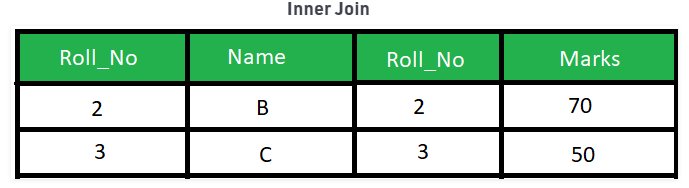 Inner Join
Roll_No Name Roll_No Marks
2 B 2 70
3 C 3 50